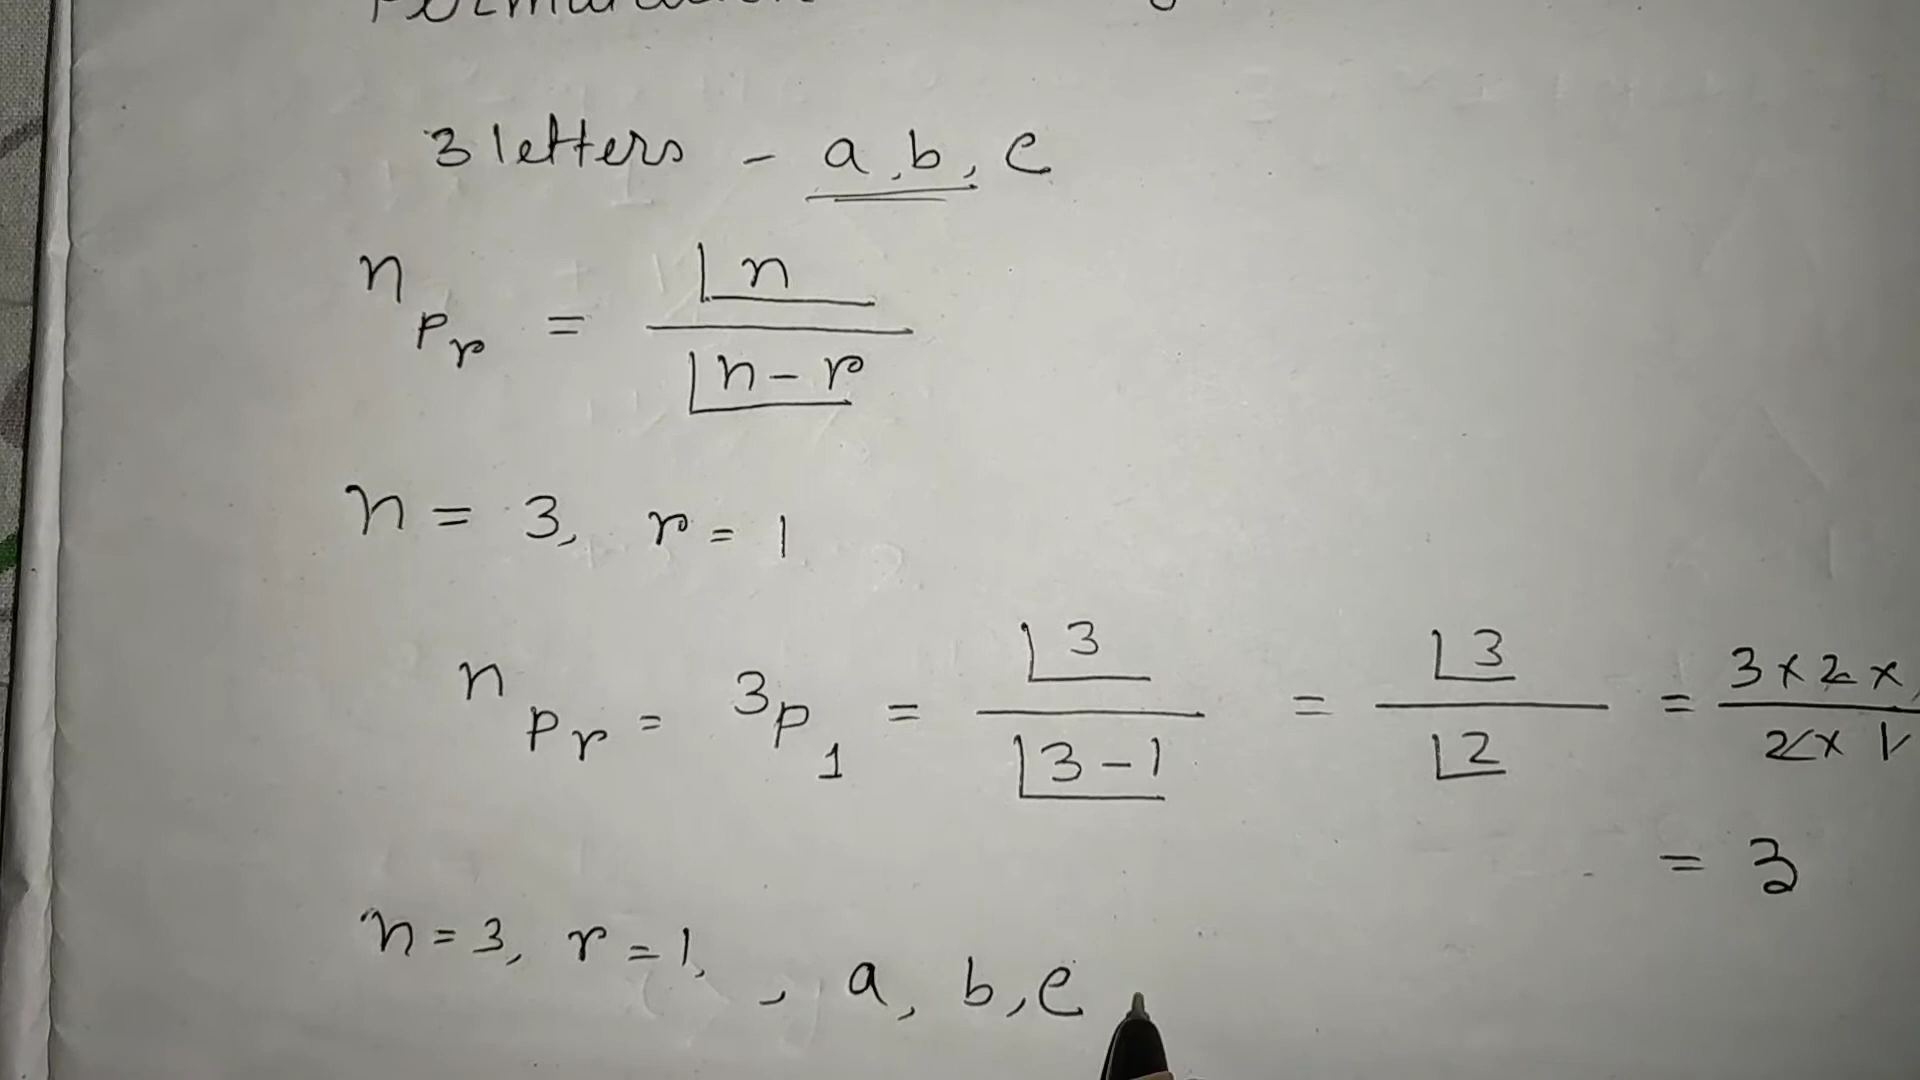 3 letters - a, b, c
nPr = ⌊n / ⌊n-r
n = 3, r = 1
nPr = 3P1 = ⌊3 / ⌊3-1 = ⌊3 / ⌊2 = 3×2× / 2×1
= 3
n=3, r=1, , a, b, c